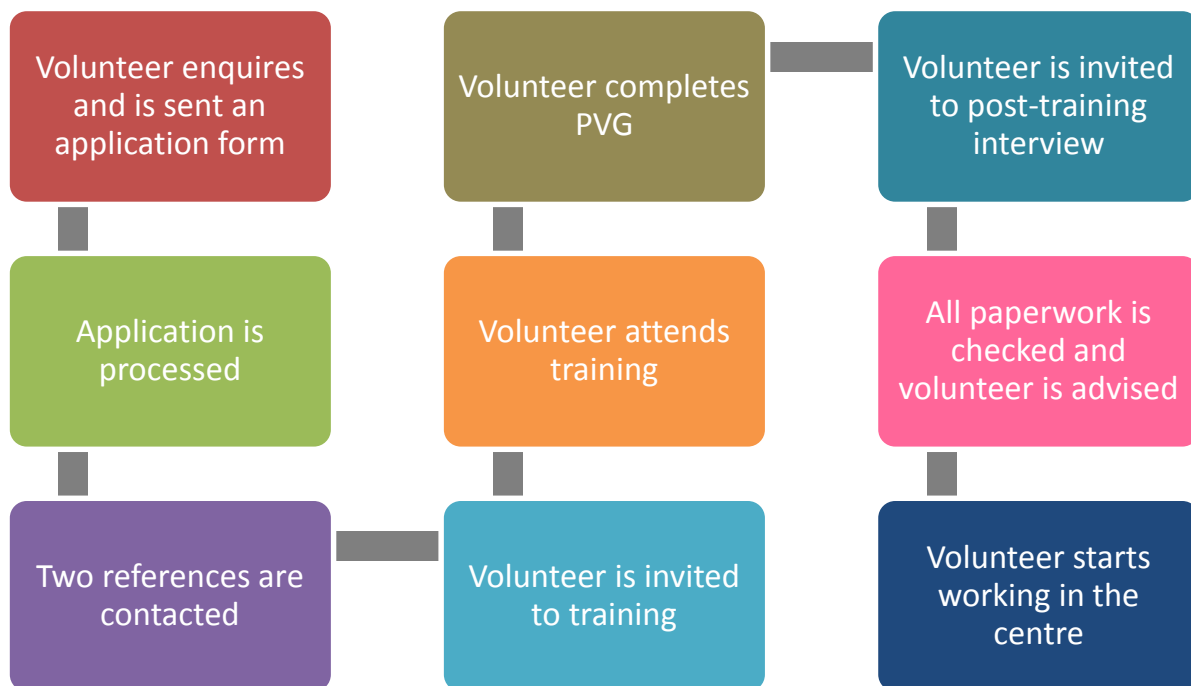 Volunteer enquires
and is sent an
application form
Application is
processed
Two references are
contacted
Volunteer is invited
to training
Volunteer attends
training
Volunteer completes
PVG
Volunteer is invited
to post-training
interview
All paperwork is
checked and
volunteer is advised
Volunteer starts
working in the
centre